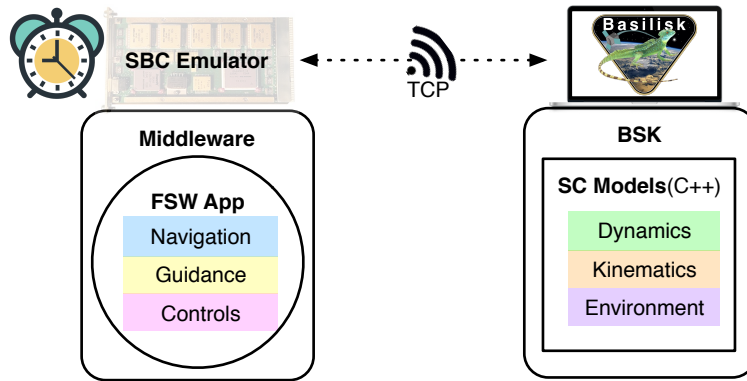 SBC Emulator
TCP
Basilisk
Middleware
FSW App
Navigation
Guidance
Controls
BSK
SC Models(C++)
Dynamics
Kinematics
Environment